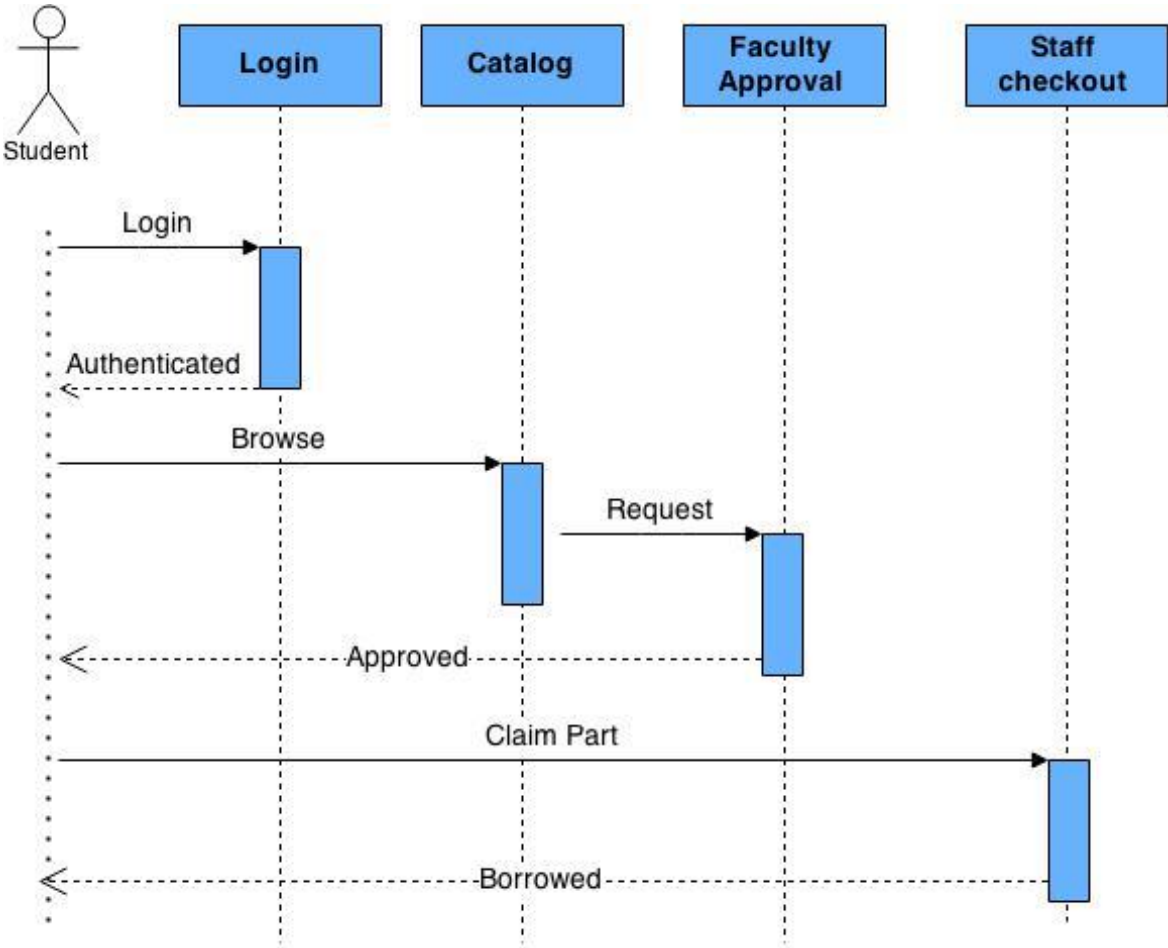 Login
Catalog
Faculty
Approval
Staff
checkout
Student
Login
Authenticated
Browse
Request
Approved
Claim Part
Borrowed